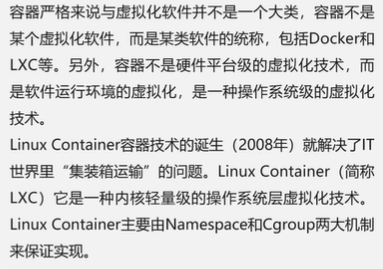 容器严格来说与虚拟化软件并不是一个大类，容器不是
某个虚拟化软件，而是某类软件的统称，包括Docker和
LXC等。另外，容器不是硬件平台级的虚拟化技术，而
是软件运行环境的虚拟化，是一种操作系统级的虚拟化
技术。
Linux Container容器技术的诞生（2008年）就解决了IT
世界里“集装箱运输”的问题。Linux Container（简称
LXC）它是一种内核轻量级的操作系统层虚拟化技术。
Linux Container主要由Namespace和Cgroup两大机制
来保证实现。